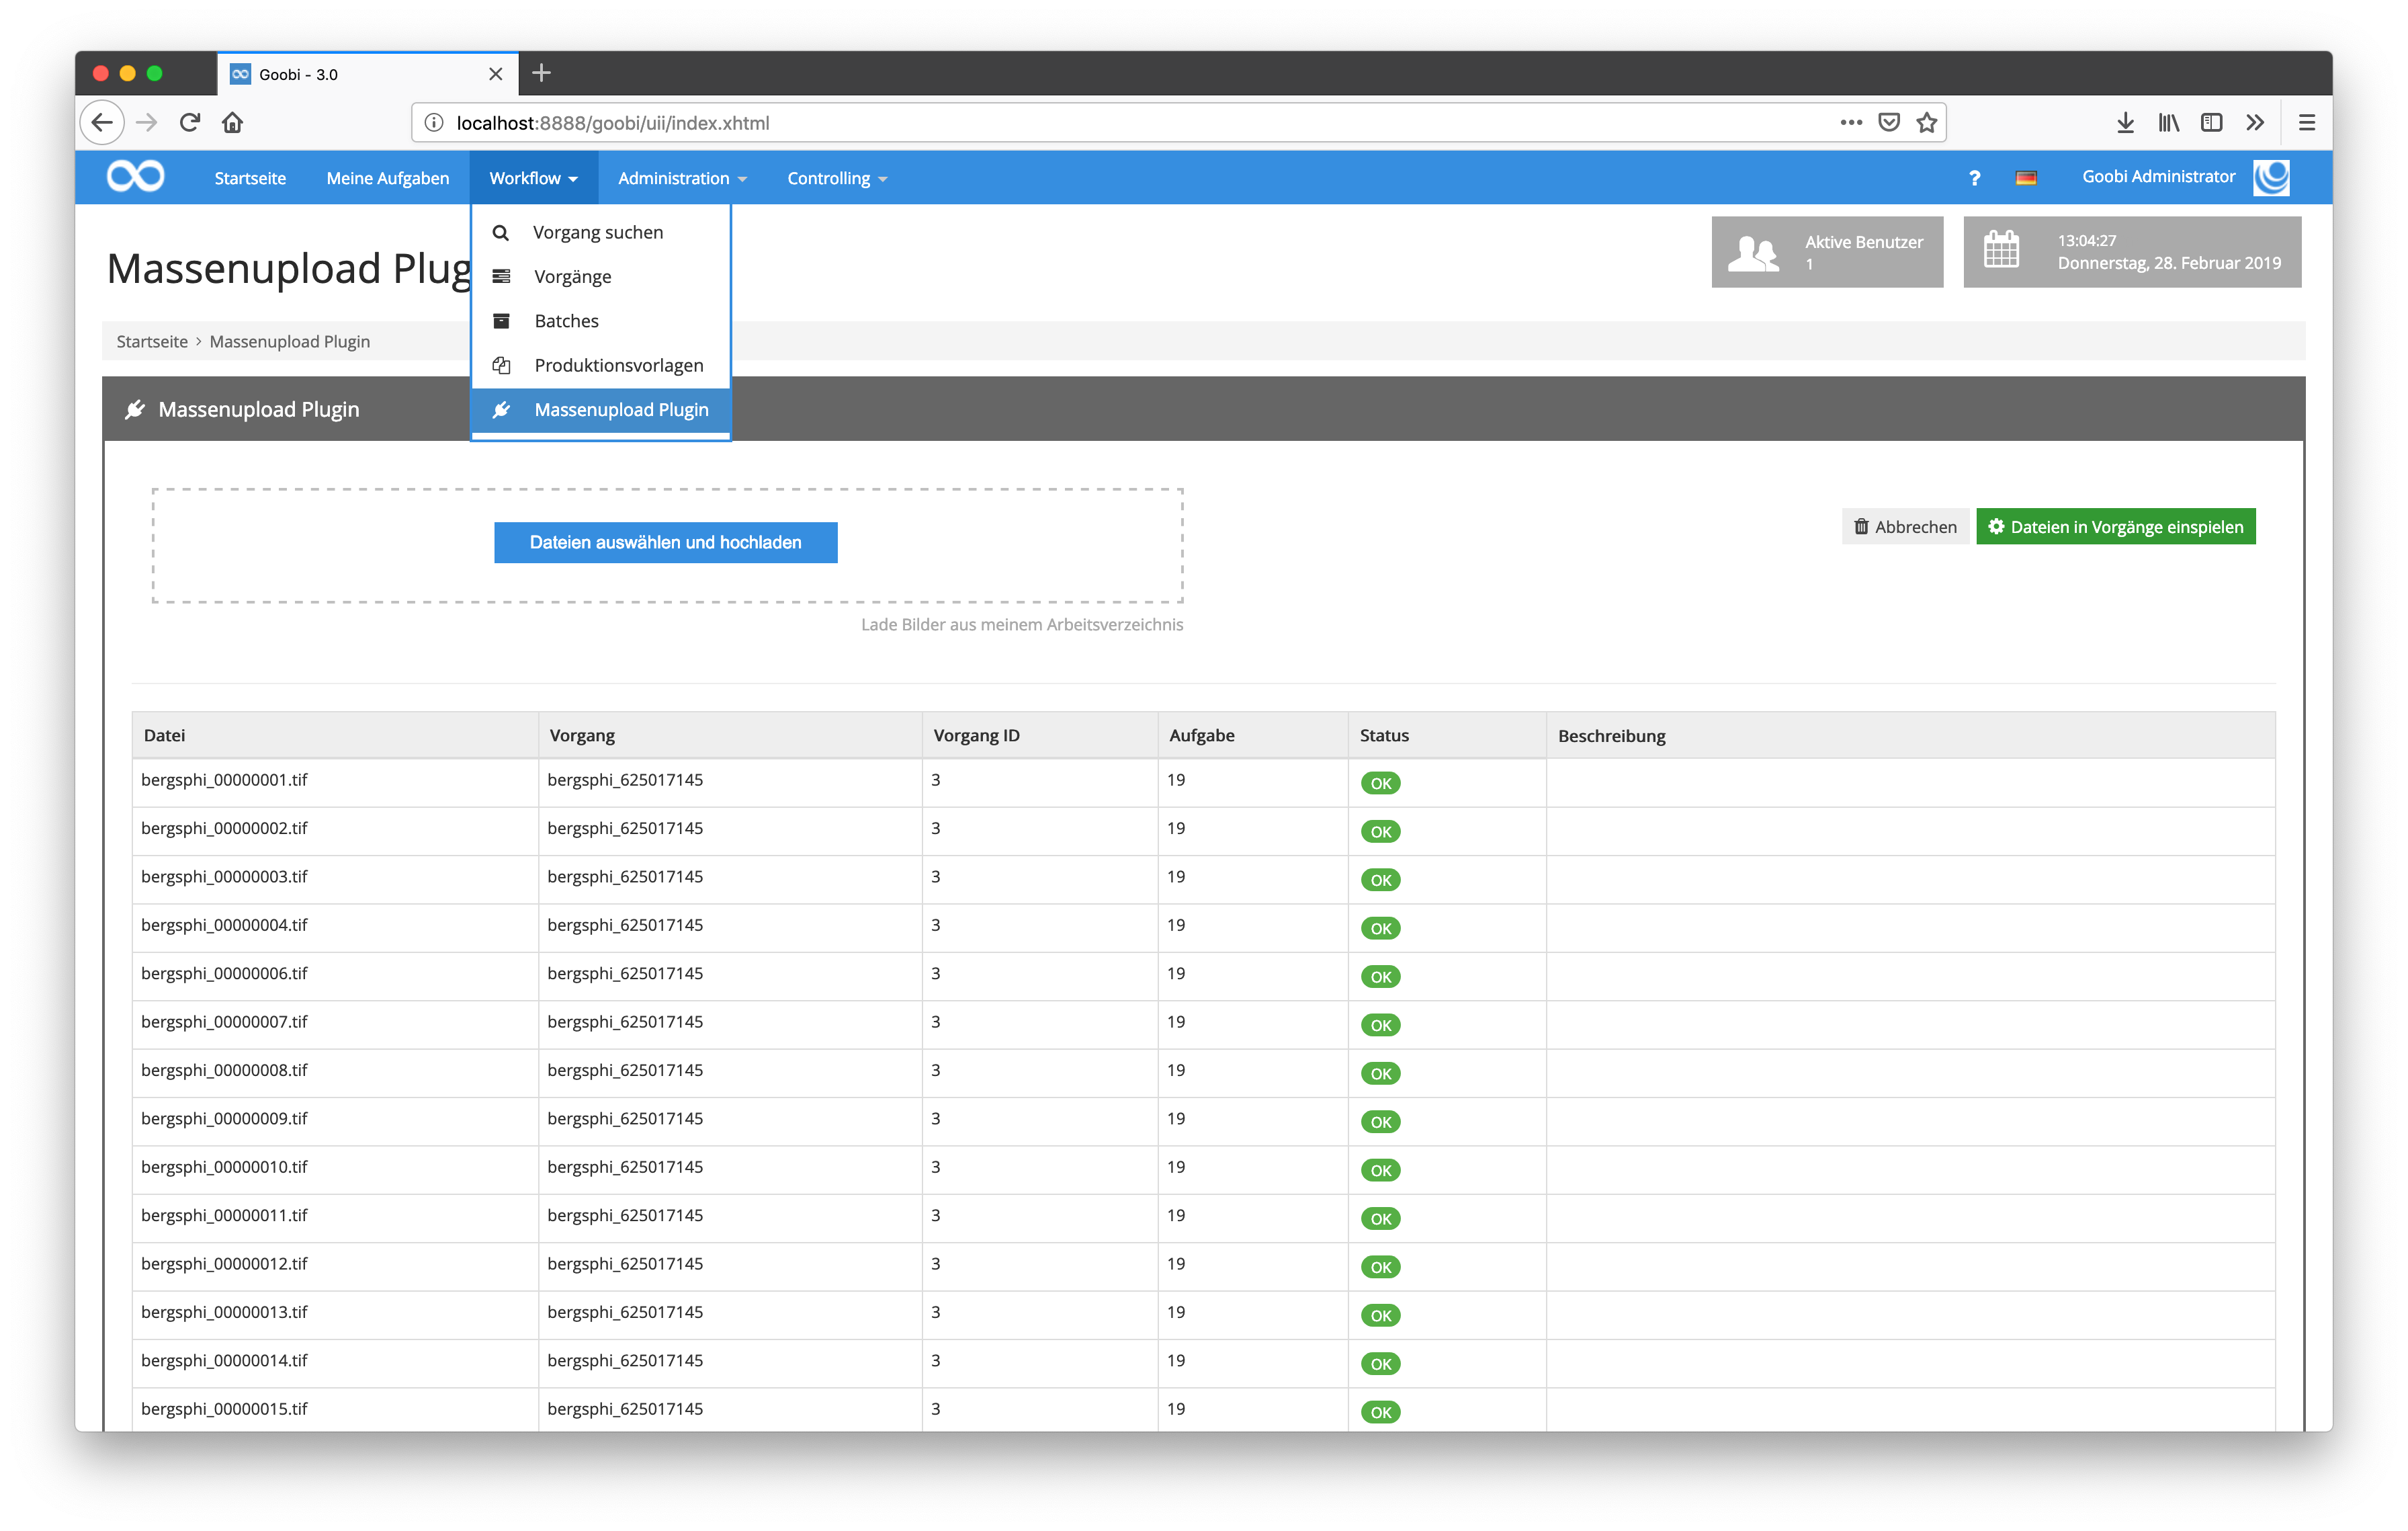 Goobi - 3.0
localhost:8888/goobi/uii/index.xhtml
Startseite Meine Aufgaben Workflow Administration Controlling ? Goobi Administrator
Vorgang suchen
Vorgänge
Batches
Produktionsvorlagen
Massenupload Plugin
Massenupload Plug
Aktive Benutzer
1
13:04:27
Donnerstag, 28. Februar 2019
Startseite > Massenupload Plugin
Massenupload Plugin
Dateien auswählen und hochladen
Abbrechen Dateien in Vorgänge einspielen
Lade Bilder aus meinem Arbeitsverzeichnis
Datei Vorgang Vorgang ID Aufgabe Status Beschreibung
bergsphi_00000001.tif bergsphi_625017145 3 19 OK
bergsphi_00000002.tif bergsphi_625017145 3 19 OK
bergsphi_00000003.tif bergsphi_625017145 3 19 OK
bergsphi_00000004.tif bergsphi_625017145 3 19 OK
bergsphi_00000006.tif bergsphi_625017145 3 19 OK
bergsphi_00000007.tif bergsphi_625017145 3 19 OK
bergsphi_00000008.tif bergsphi_625017145 3 19 OK
bergsphi_00000009.tif bergsphi_625017145 3 19 OK
bergsphi_00000010.tif bergsphi_625017145 3 19 OK
bergsphi_00000011.tif bergsphi_625017145 3 19 OK
bergsphi_00000012.tif bergsphi_625017145 3 19 OK
bergsphi_00000013.tif bergsphi_625017145 3 19 OK
bergsphi_00000014.tif bergsphi_625017145 3 19 OK
bergsphi_00000015.tif bergsphi_625017145 3 19 OK